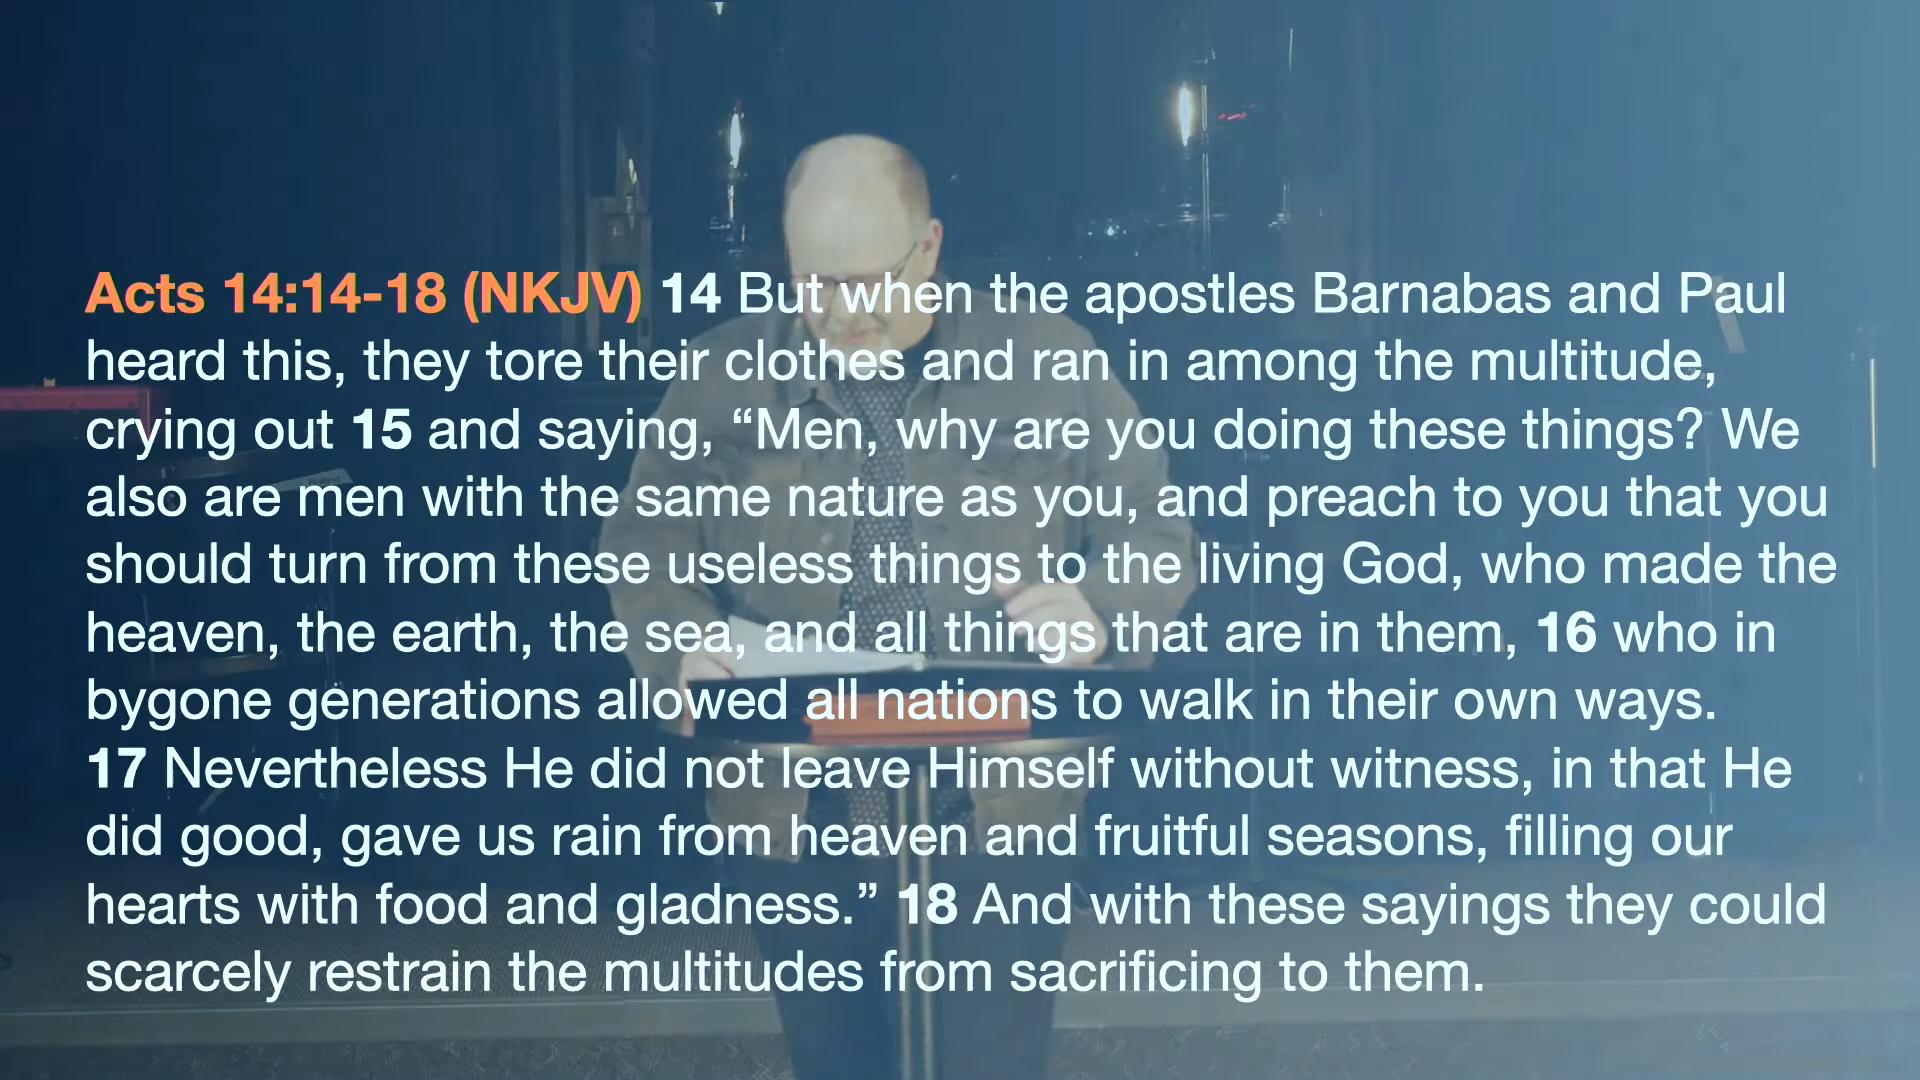 Acts 14:14-18 (NKJV) 14 But when the apostles Barnabas and Paul
heard this, they tore their clothes and ran in among the multitude,
crying out 15 and saying, “Men, why are you doing these things? We
also are men with the same nature as you, and preach to you that you
should turn from these useless things to the living God, who made the
heaven, the earth, the sea, and all things that are in them, 16 who in
bygone generations allowed all nations to walk in their own ways.
17 Nevertheless He did not leave Himself without witness, in that He
did good, gave us rain from heaven and fruitful seasons, filling our
hearts with food and gladness.” 18 And with these sayings they could
scarcely restrain the multitudes from sacrificing to them.